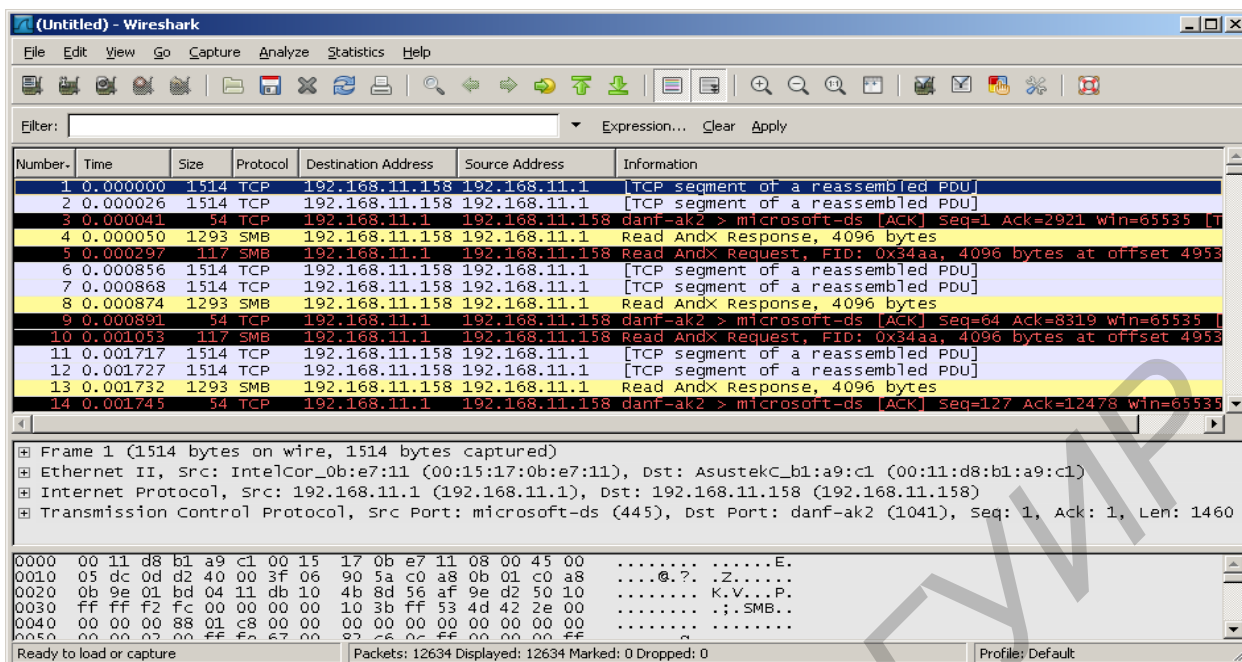 (Untitled) - Wireshark
File Edit View Go Capture Analyze Statistics Help
Filter: Expression... Clear Apply
Number Time Size Protocol Destination Address Source Address Information
1 0.000000 1514 TCP 192.168.11.158 192.168.11.1 [TCP segment of a reassembled PDU]
2 0.000026 1514 TCP 192.168.11.158 192.168.11.1 [TCP segment of a reassembled PDU]
3 0.000041 54 TCP 192.168.11.1 192.168.11.158 danf-ak2 > microsoft-ds [ACK] Seq=1 Ack=2921 Win=65535 [T
4 0.000050 1293 SMB 192.168.11.158 192.168.11.1 Read AndX Response, 4096 bytes
5 0.000297 117 SMB 192.168.11.1 192.168.11.158 Read AndX Request, FID: 0x34aa, 4096 bytes at offset 4953
6 0.000856 1514 TCP 192.168.11.158 192.168.11.1 [TCP segment of a reassembled PDU]
7 0.000868 1514 TCP 192.168.11.158 192.168.11.1 [TCP segment of a reassembled PDU]
8 0.000874 1293 SMB 192.168.11.158 192.168.11.1 Read AndX Response, 4096 bytes
9 0.000891 54 TCP 192.168.11.1 192.168.11.158 danf-ak2 > microsoft-ds [ACK] Seq=64 Ack=8319 Win=65535 [
10 0.001053 117 SMB 192.168.11.1 192.168.11.158 Read AndX Request, FID: 0x34aa, 4096 bytes at offset 4953
11 0.001717 1514 TCP 192.168.11.158 192.168.11.1 [TCP segment of a reassembled PDU]
12 0.001727 1514 TCP 192.168.11.158 192.168.11.1 [TCP segment of a reassembled PDU]
13 0.001732 1293 SMB 192.168.11.158 192.168.11.1 Read AndX Response, 4096 bytes
14 0.001745 54 TCP 192.168.11.1 192.168.11.158 danf-ak2 > microsoft-ds [ACK] Seq=127 Ack=12478 Win=65535
Frame 1 (1514 bytes on wire, 1514 bytes captured)
Ethernet II, Src: IntelCor_0b:e7:11 (00:15:17:0b:e7:11), Dst: AsustekC_b1:a9:c1 (00:11:d8:b1:a9:c1)
Internet Protocol, Src: 192.168.11.1 (192.168.11.1), Dst: 192.168.11.158 (192.168.11.158)
Transmission Control Protocol, Src Port: microsoft-ds (445), Dst Port: danf-ak2 (1041), Seq: 1, Ack: 1, Len: 1460
0000 00 11 d8 b1 a9 c1 00 15 17 0b e7 11 08 00 45 00 ........ ......E.
0010 05 dc 0d d2 40 00 3f 06 90 5a c0 a8 0b 01 c0 a8 ....@.?. .Z......
0020 0b 9e 01 bd 04 11 db 10 4b 8d 56 af 9e d2 50 10 ........ K.V...P.
0030 ff ff f2 fc 00 00 00 00 10 3b ff 53 4d 42 2e 00 ........ .;.SMB..
0040 00 00 00 88 01 c8 00 00 00 00 00 00 00 00 00 00 ........ ........
0050 00 00 02 00 ff fe 67 00 82 c6 0c ff 00 00 00 ff
Ready to load or capture Packets: 12634 Displayed: 12634 Marked: 0 Dropped: 0 Profile: Default
ГУИР